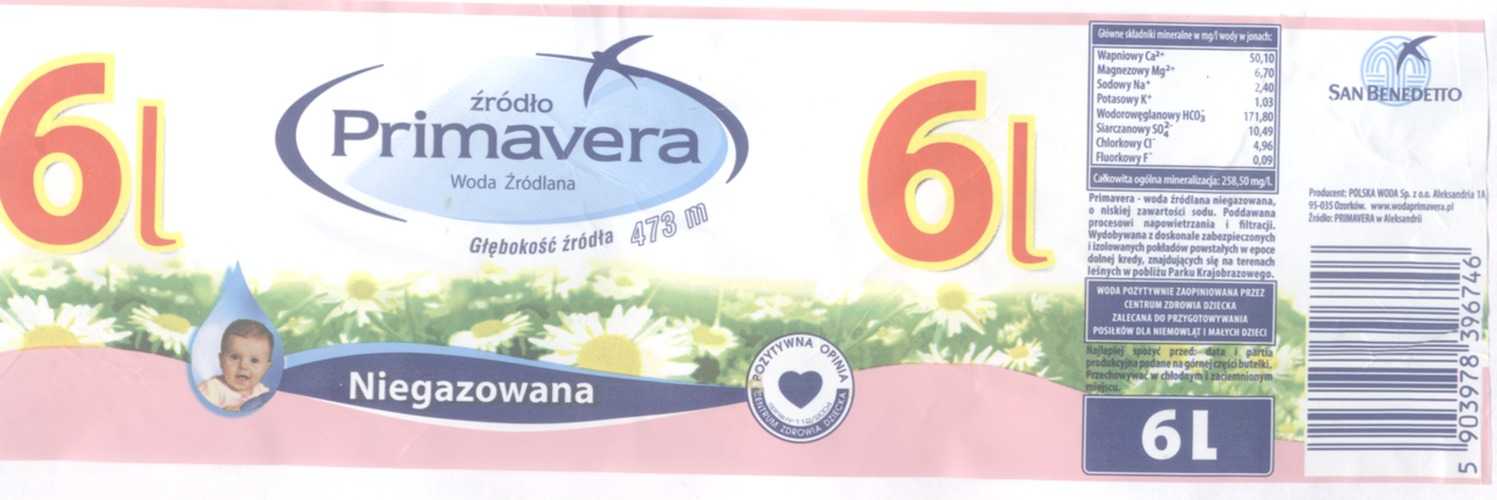 6l
źródło
Primavera
Woda Źródlana
Głębokość źródła 473 m
Niegazowana
POZYTYWNA OPINIA
CENTRUM ZDROWIA DZIECKA
6l
Główne składniki mineralne w mg/l wody w jonach:
Wapniowy Ca²⁺ 50,10
Magnezowy Mg²⁺ 6,70
Sodowy Na⁺ 2,40
Potasowy K⁺ 1,03
Wodorowęglanowy HCO₃⁻ 171,80
Siarczanowy SO₄²⁻ 10,49
Chlorkowy Cl⁻ 4,96
Fluorkowy F⁻ 0,09
Całkowita ogólna mineralizacja: 258,50 mg/l.
Primavera - woda źródlana niegazowana,
o niskiej zawartości sodu. Poddawana
procesowi napowietrzania i filtracji.
Wydobywana z doskonale zabezpieczonych
i izolowanych pokładów powstałych w epoce
dolnej kredy, znajdujących się na terenach
leśnych w pobliżu Parku Krajobrazowego.
WODA POZYTYWNIE ZAOPINIOWANA PRZEZ
CENTRUM ZDROWIA DZIECKA
ZALECANA DO PRZYGOTOWYWANIA
POSIŁKÓW DLA NIEMOWLĄT I MAŁYCH DZIECI
Najlepiej spożyć przed: data i partia
produkcyjna podane na górnej części butelki.
Przechowywać w chłodnym i zaciemnionym
miejscu.
6l
SAN BENEDETTO
Producent: POLSKA WODA Sp. z o.o. Aleksandria 1A
95-035 Ozorków. www.wodaprimavera.pl
Źródło: PRIMAVERA w Aleksandrii
5 903978 396746